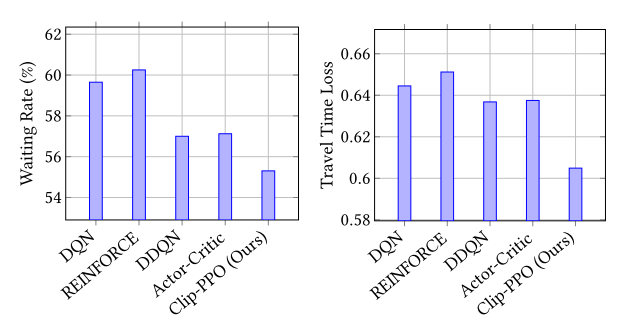 Waiting Rate (%)
62
60
58
56
54
DQN
REINFORCE
DDQN
Actor-Critic
Clip-PPO (Ours)
Travel Time Loss
0.66
0.64
0.62
0.6
0.58
DQN
REINFORCE
DDQN
Actor-Critic
Clip-PPO (Ours)